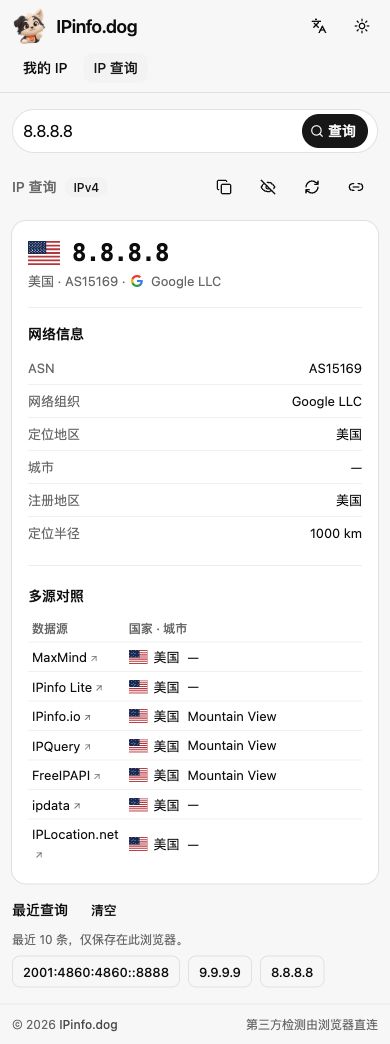 IPinfo.dog
我的 IP IP 查询
8.8.8.8 查询
IP 查询 IPv4
8.8.8.8
美国 · AS15169 · Google LLC
网络信息
ASN AS15169
网络组织 Google LLC
定位地区 美国
城市 —
注册地区 美国
定位半径 1000 km
多源对照
数据源 国家 · 城市
MaxMind ↗ 美国 —
IPinfo Lite ↗ 美国 —
IPinfo.io ↗ 美国 Mountain View
IPQuery ↗ 美国 Mountain View
FreeIPAPI ↗ 美国 Mountain View
ipdata ↗ 美国 —
IPLocation.net ↗ 美国 —
最近查询 清空
最近 10 条，仅保存在此浏览器。
2001:4860:4860::8888 9.9.9.9 8.8.8.8
© 2026 IPinfo.dog 第三方检测由浏览器直连